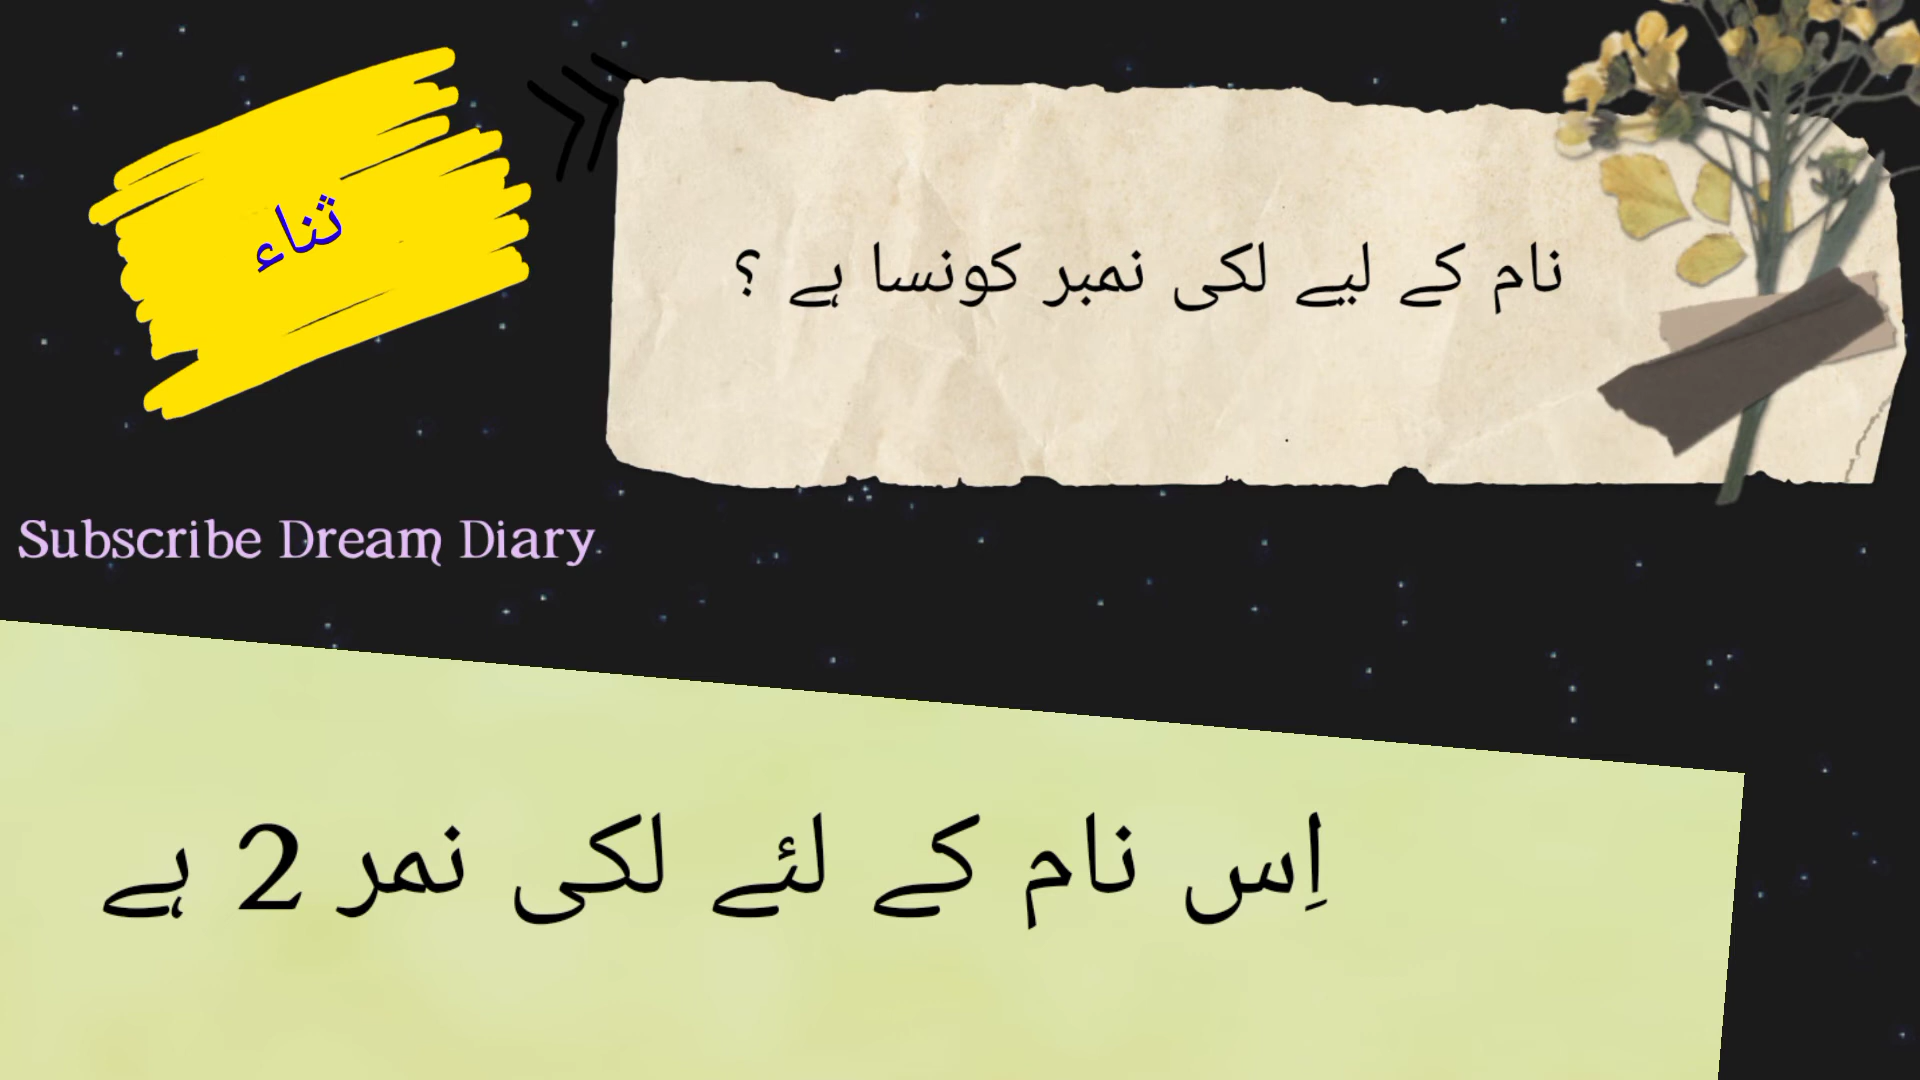 ثناء
نام کے لیے لکی نمبر کونسا ہے ؟
Subscribe Dream Diary
اِس نام کے لئے لکی نمر 2 ہے